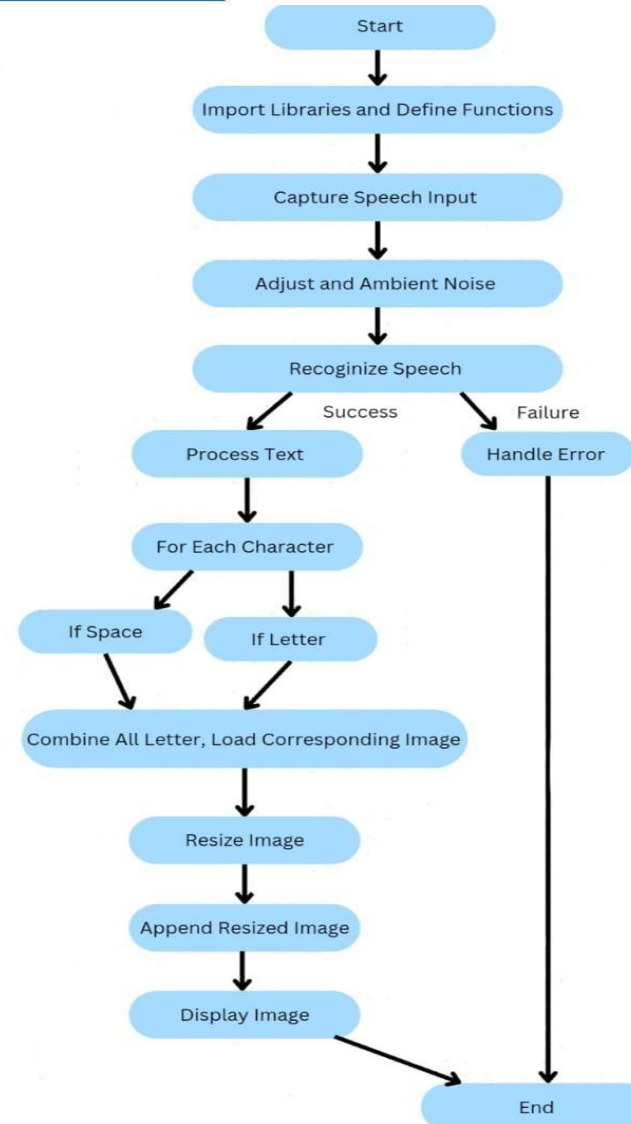 Start
Import Libraries and Define Functions
Capture Speech Input
Adjust and Ambient Noise
Recoginize Speech
Success
Failure
Process Text
Handle Error
For Each Character
If Space
If Letter
Combine All Letter, Load Corresponding Image
Resize Image
Append Resized Image
Display Image
End